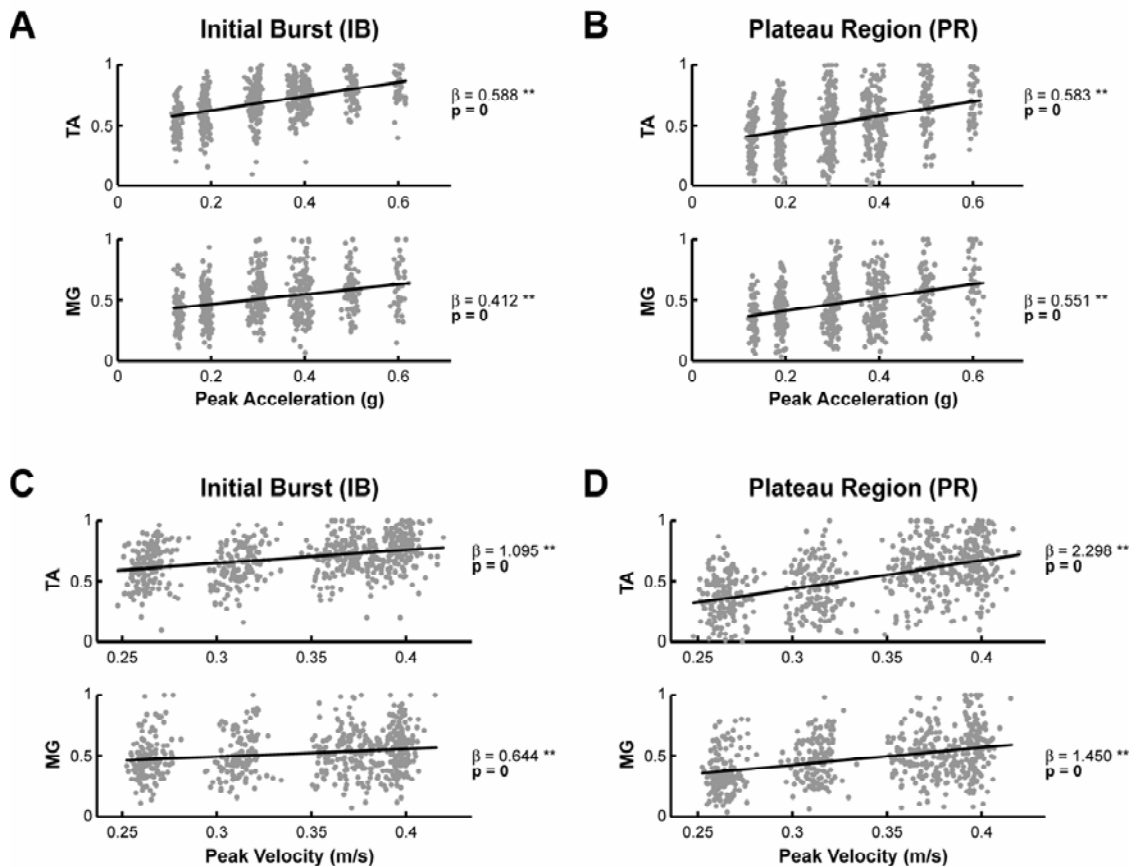 A
Initial Burst (IB)
TA
1
0.5
0
0
0.2
0.4
0.6
β = 0.588 **
p = 0
MG
1
0.5
0
0
0.2
0.4
0.6
β = 0.412 **
p = 0
Peak Acceleration (g)
B
Plateau Region (PR)
TA
1
0.5
0
0
0.2
0.4
0.6
β = 0.583 **
p = 0
MG
1
0.5
0
0
0.2
0.4
0.6
β = 0.551 **
p = 0
Peak Acceleration (g)
C
Initial Burst (IB)
TA
1
0.5
0
0.25
0.3
0.35
0.4
β = 1.095 **
p = 0
MG
1
0.5
0
0.25
0.3
0.35
0.4
β = 0.644 **
p = 0
Peak Velocity (m/s)
D
Plateau Region (PR)
TA
1
0.5
0
0.25
0.3
0.35
0.4
β = 2.298 **
p = 0
MG
1
0.5
0
0.25
0.3
0.35
0.4
β = 1.450 **
p = 0
Peak Velocity (m/s)